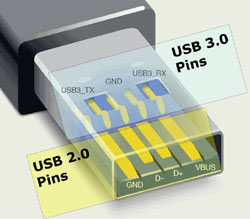 USB 3.0
Pins
USB3_TX
GND
USB3_RX
USB 2.0
Pins
GND
D-
D+
VBUS